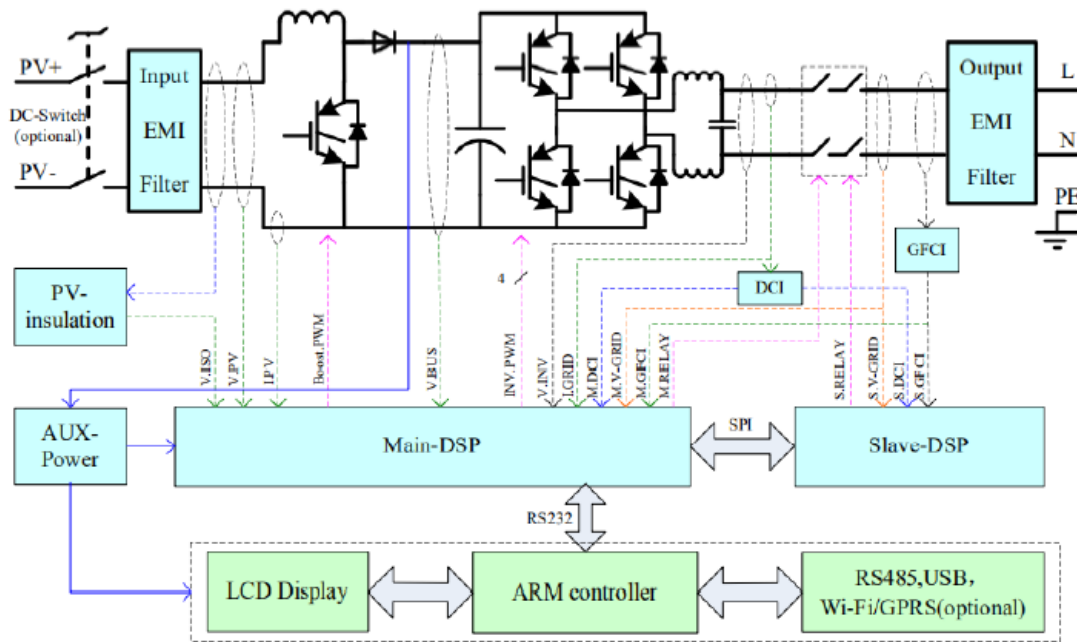 PV+
DC-Switch
(optional)
PV-
Input
EMI
Filter
Output
EMI
Filter
L
N
PE
GFCI
DCI
4
PV-
insulation
V.ISO
V.PV
I.PV
Boost.PWM
V.BUS
INV.PWM
V.INV
I.GRID
M.DCI
M.V-GRID
M.GFCI
M.RELAY
S.RELAY
S.V-GRID
S.DCI
S.GFCI
AUX-
Power
Main-DSP
SPI
Slave-DSP
RS232
LCD Display
ARM controller
RS485,USB,
Wi-Fi/GPRS(optional)